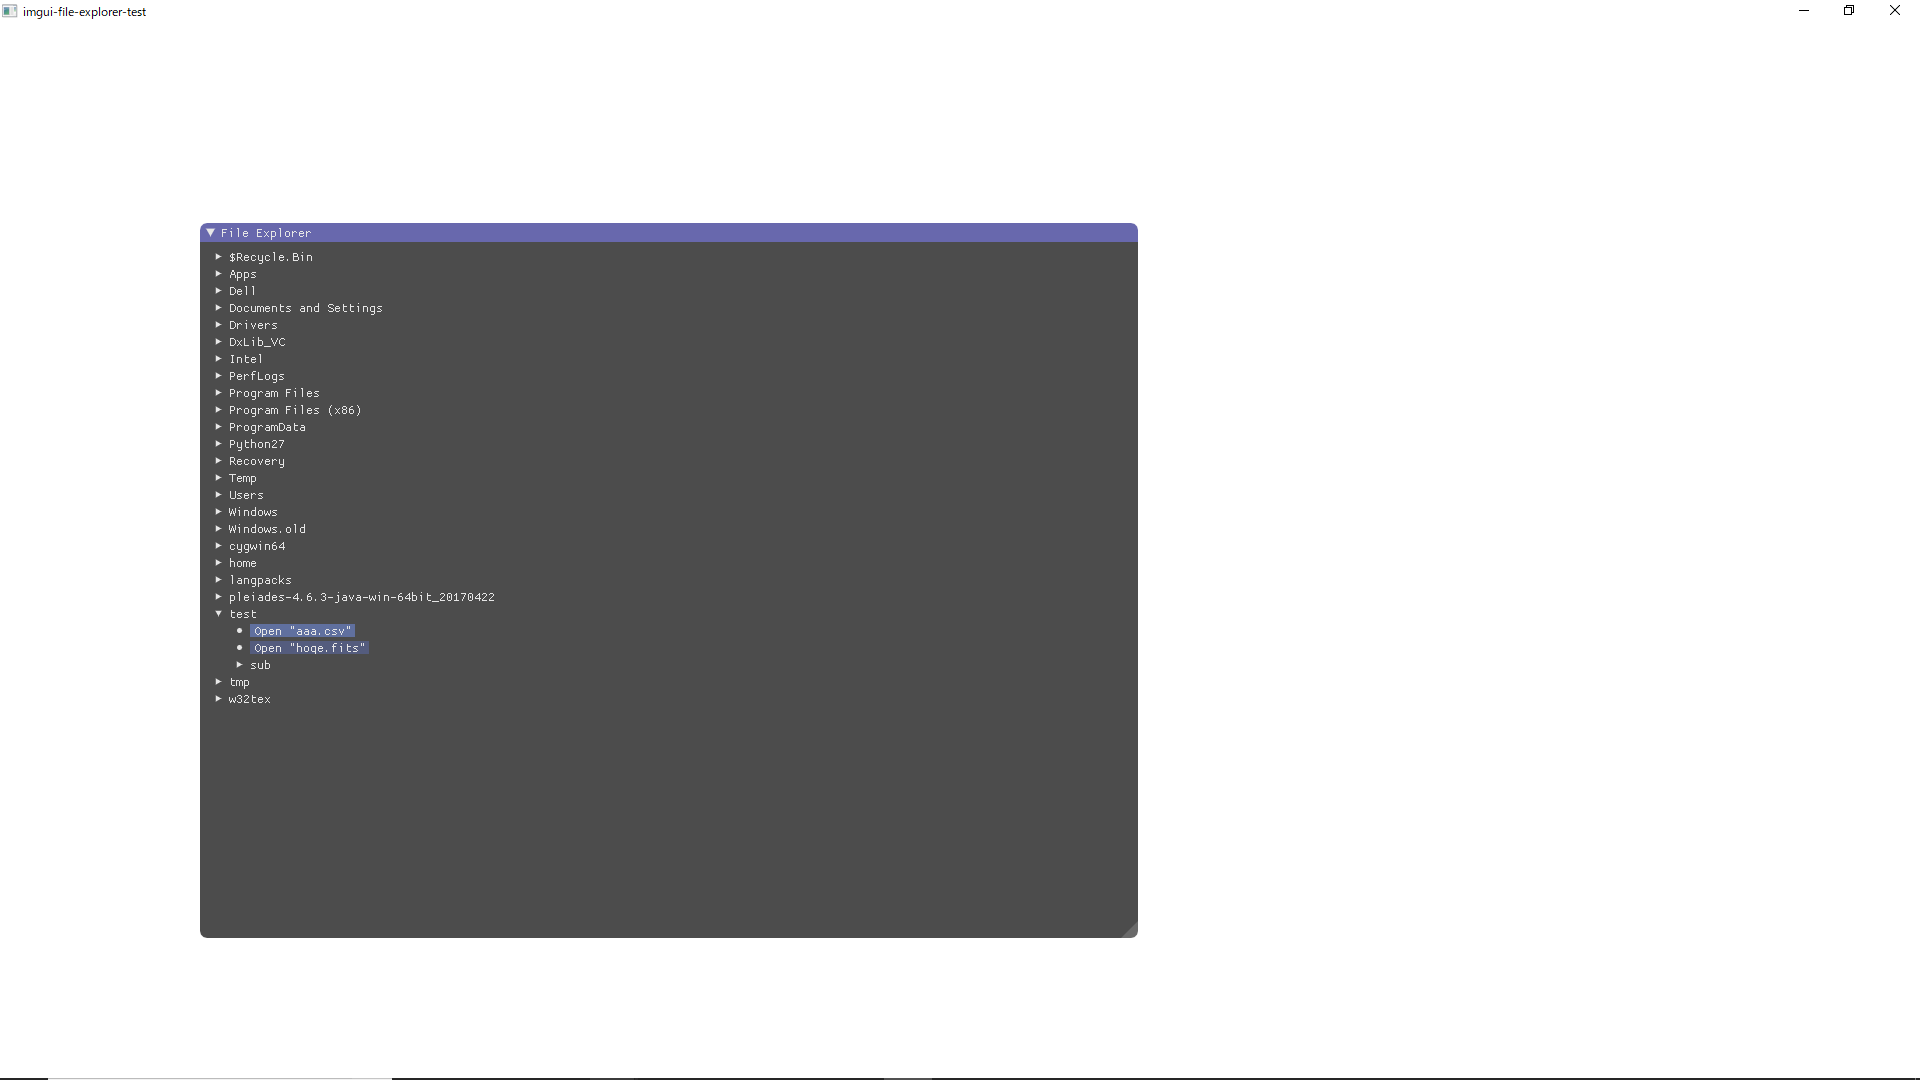 imgui-file-explorer-test
File Explorer
$Recycle.Bin
Apps
Dell
Documents and Settings
Drivers
DxLib_VC
Intel
PerfLogs
Program Files
Program Files (x86)
ProgramData
Python27
Recovery
Temp
Users
Windows
Windows.old
cygwin64
home
langpacks
pleiades-4.6.3-java-win-64bit_20170422
test
Open "aaa.csv"
Open "hoge.fits"
sub
tmp
w32tex